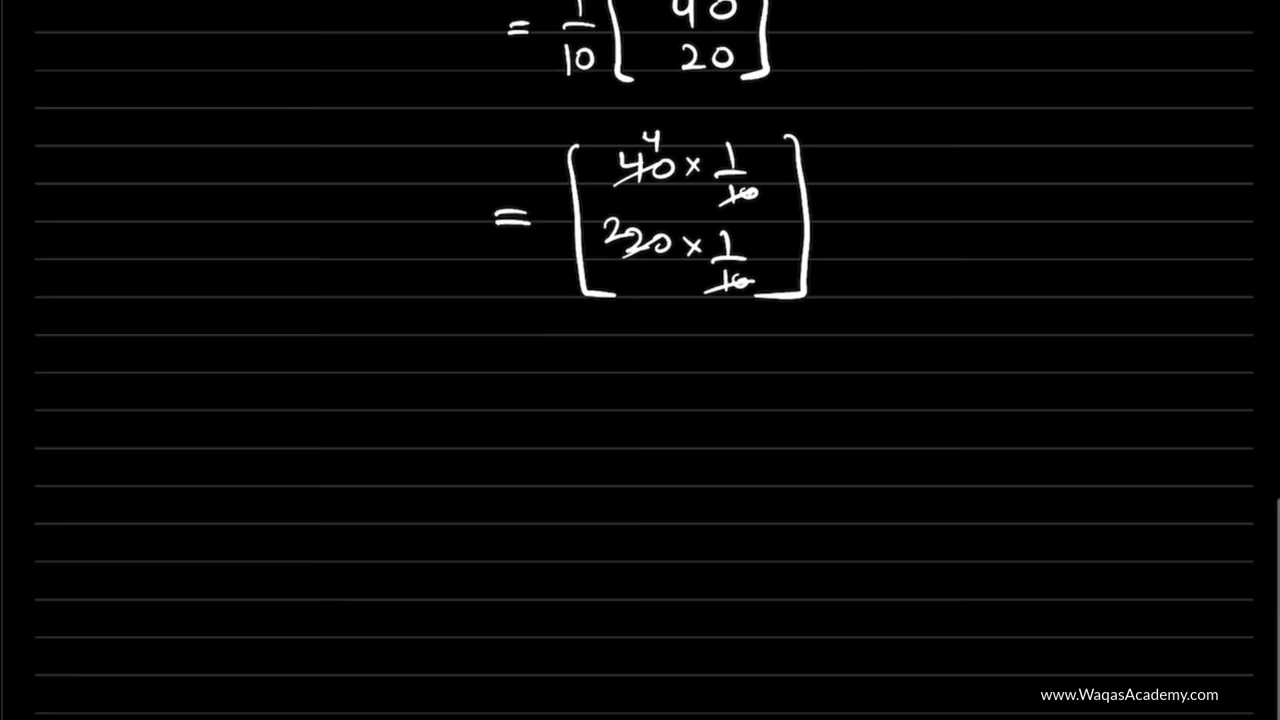 = 1/10 [ 40
20 ]
= [ 4
40 × 1/10
2 20 × 1/10 ]
www.WaqasAcademy.com